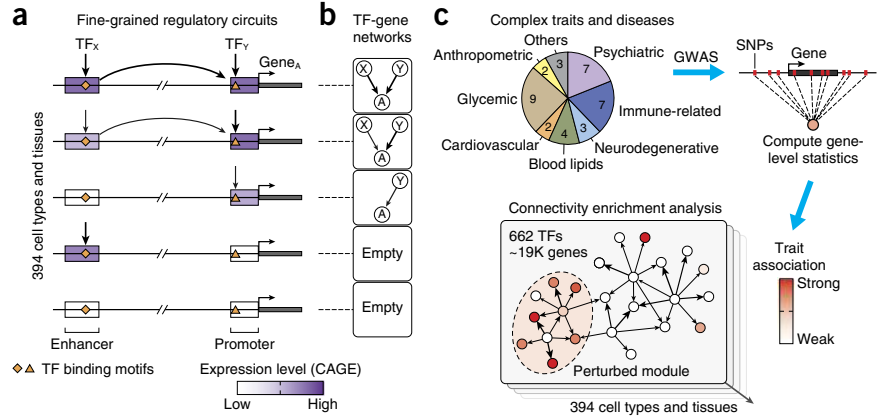 a
Fine-grained regulatory circuits
TFX
TFY
GeneA
394 cell types and tissues
Enhancer
Promoter
TF binding motifs
Expression level (CAGE)
Low
High
b
TF-gene
networks
X
Y
A
X
Y
A
Y
A
Empty
Empty
c
Complex traits and diseases
Others
Psychiatric
Anthropometric
Glycemic
Immune-related
Cardiovascular
Neurodegenerative
Blood lipids
3
7
2
9
7
2
4
3
GWAS
SNPs
Gene
Compute gene-
level statistics
Connectivity enrichment analysis
662 TFs
~19K genes
Perturbed module
394 cell types and tissues
Trait
association
Strong
Weak